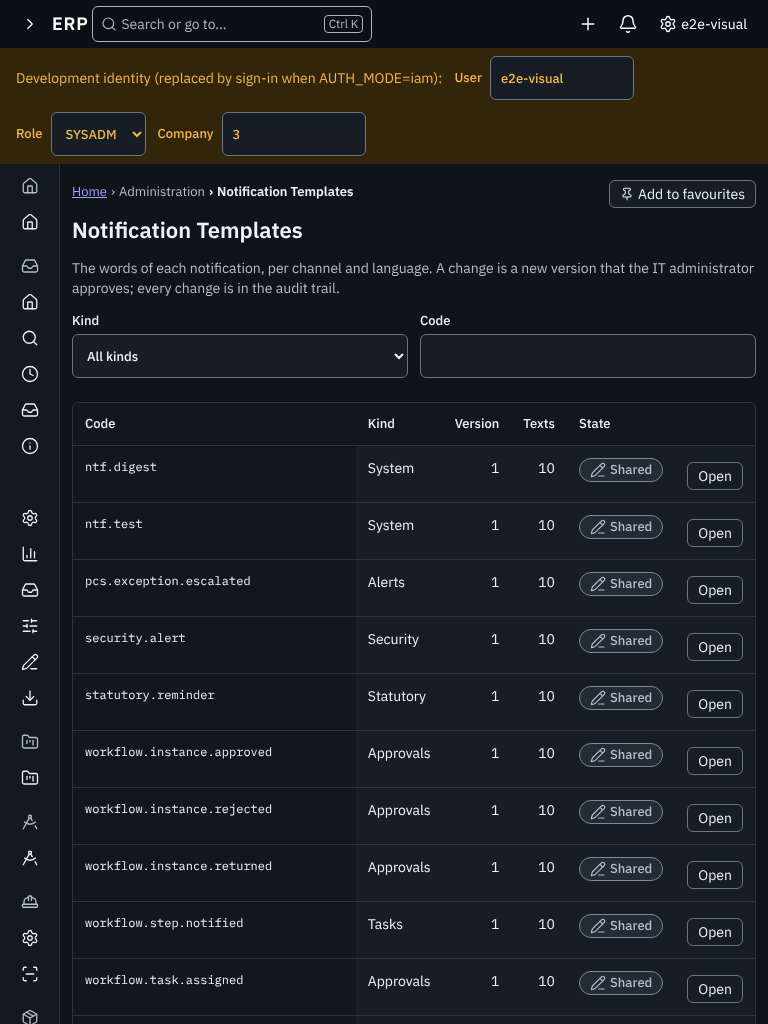 ERP
Search or go to...
Ctrl K
e2e-visual
Development identity (replaced by sign-in when AUTH_MODE=iam):
User
e2e-visual
Role
SYSADM
Company
3
Home › Administration › Notification Templates
Add to favourites
Notification Templates
The words of each notification, per channel and language. A change is a new version that the IT administrator
approves; every change is in the audit trail.
Kind
Code
All kinds
Code Kind Version Texts State
ntf.digest System 1 10 Shared Open
ntf.test System 1 10 Shared Open
pcs.exception.escalated Alerts 1 10 Shared Open
security.alert Security 1 10 Shared Open
statutory.reminder Statutory 1 10 Shared Open
workflow.instance.approved Approvals 1 10 Shared Open
workflow.instance.rejected Approvals 1 10 Shared Open
workflow.instance.returned Approvals 1 10 Shared Open
workflow.step.notified Tasks 1 10 Shared Open
workflow.task.assigned Approvals 1 10 Shared Open